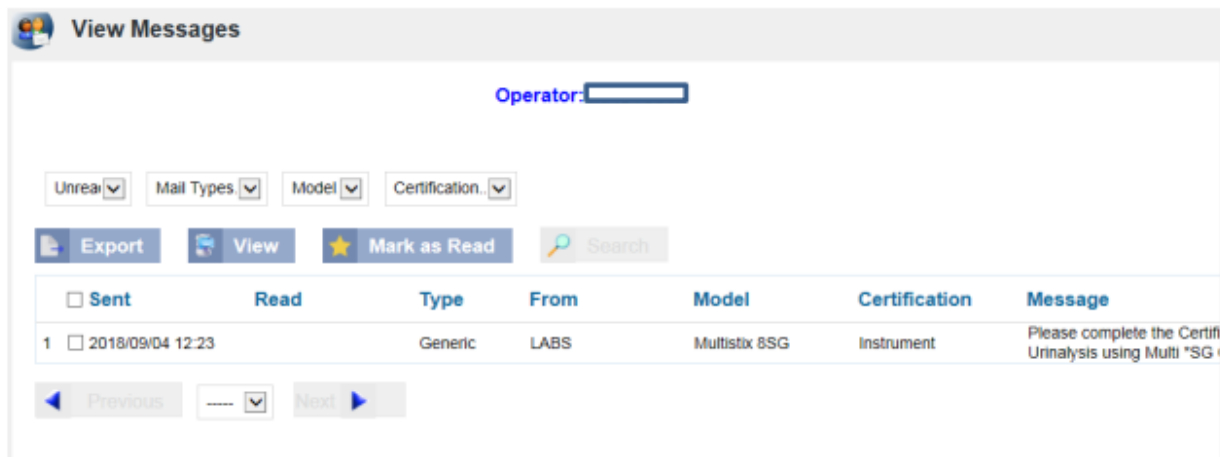 View Messages
Operator:
Unrea Mail Types. Model Certification..
Export View Mark as Read Search
Sent Read Type From Model Certification Message
1 2018/09/04 12:23 Generic LABS Multistix 8SG Instrument Please complete the Certifi
Urinalysis using Multi "SG
Previous ----- Next